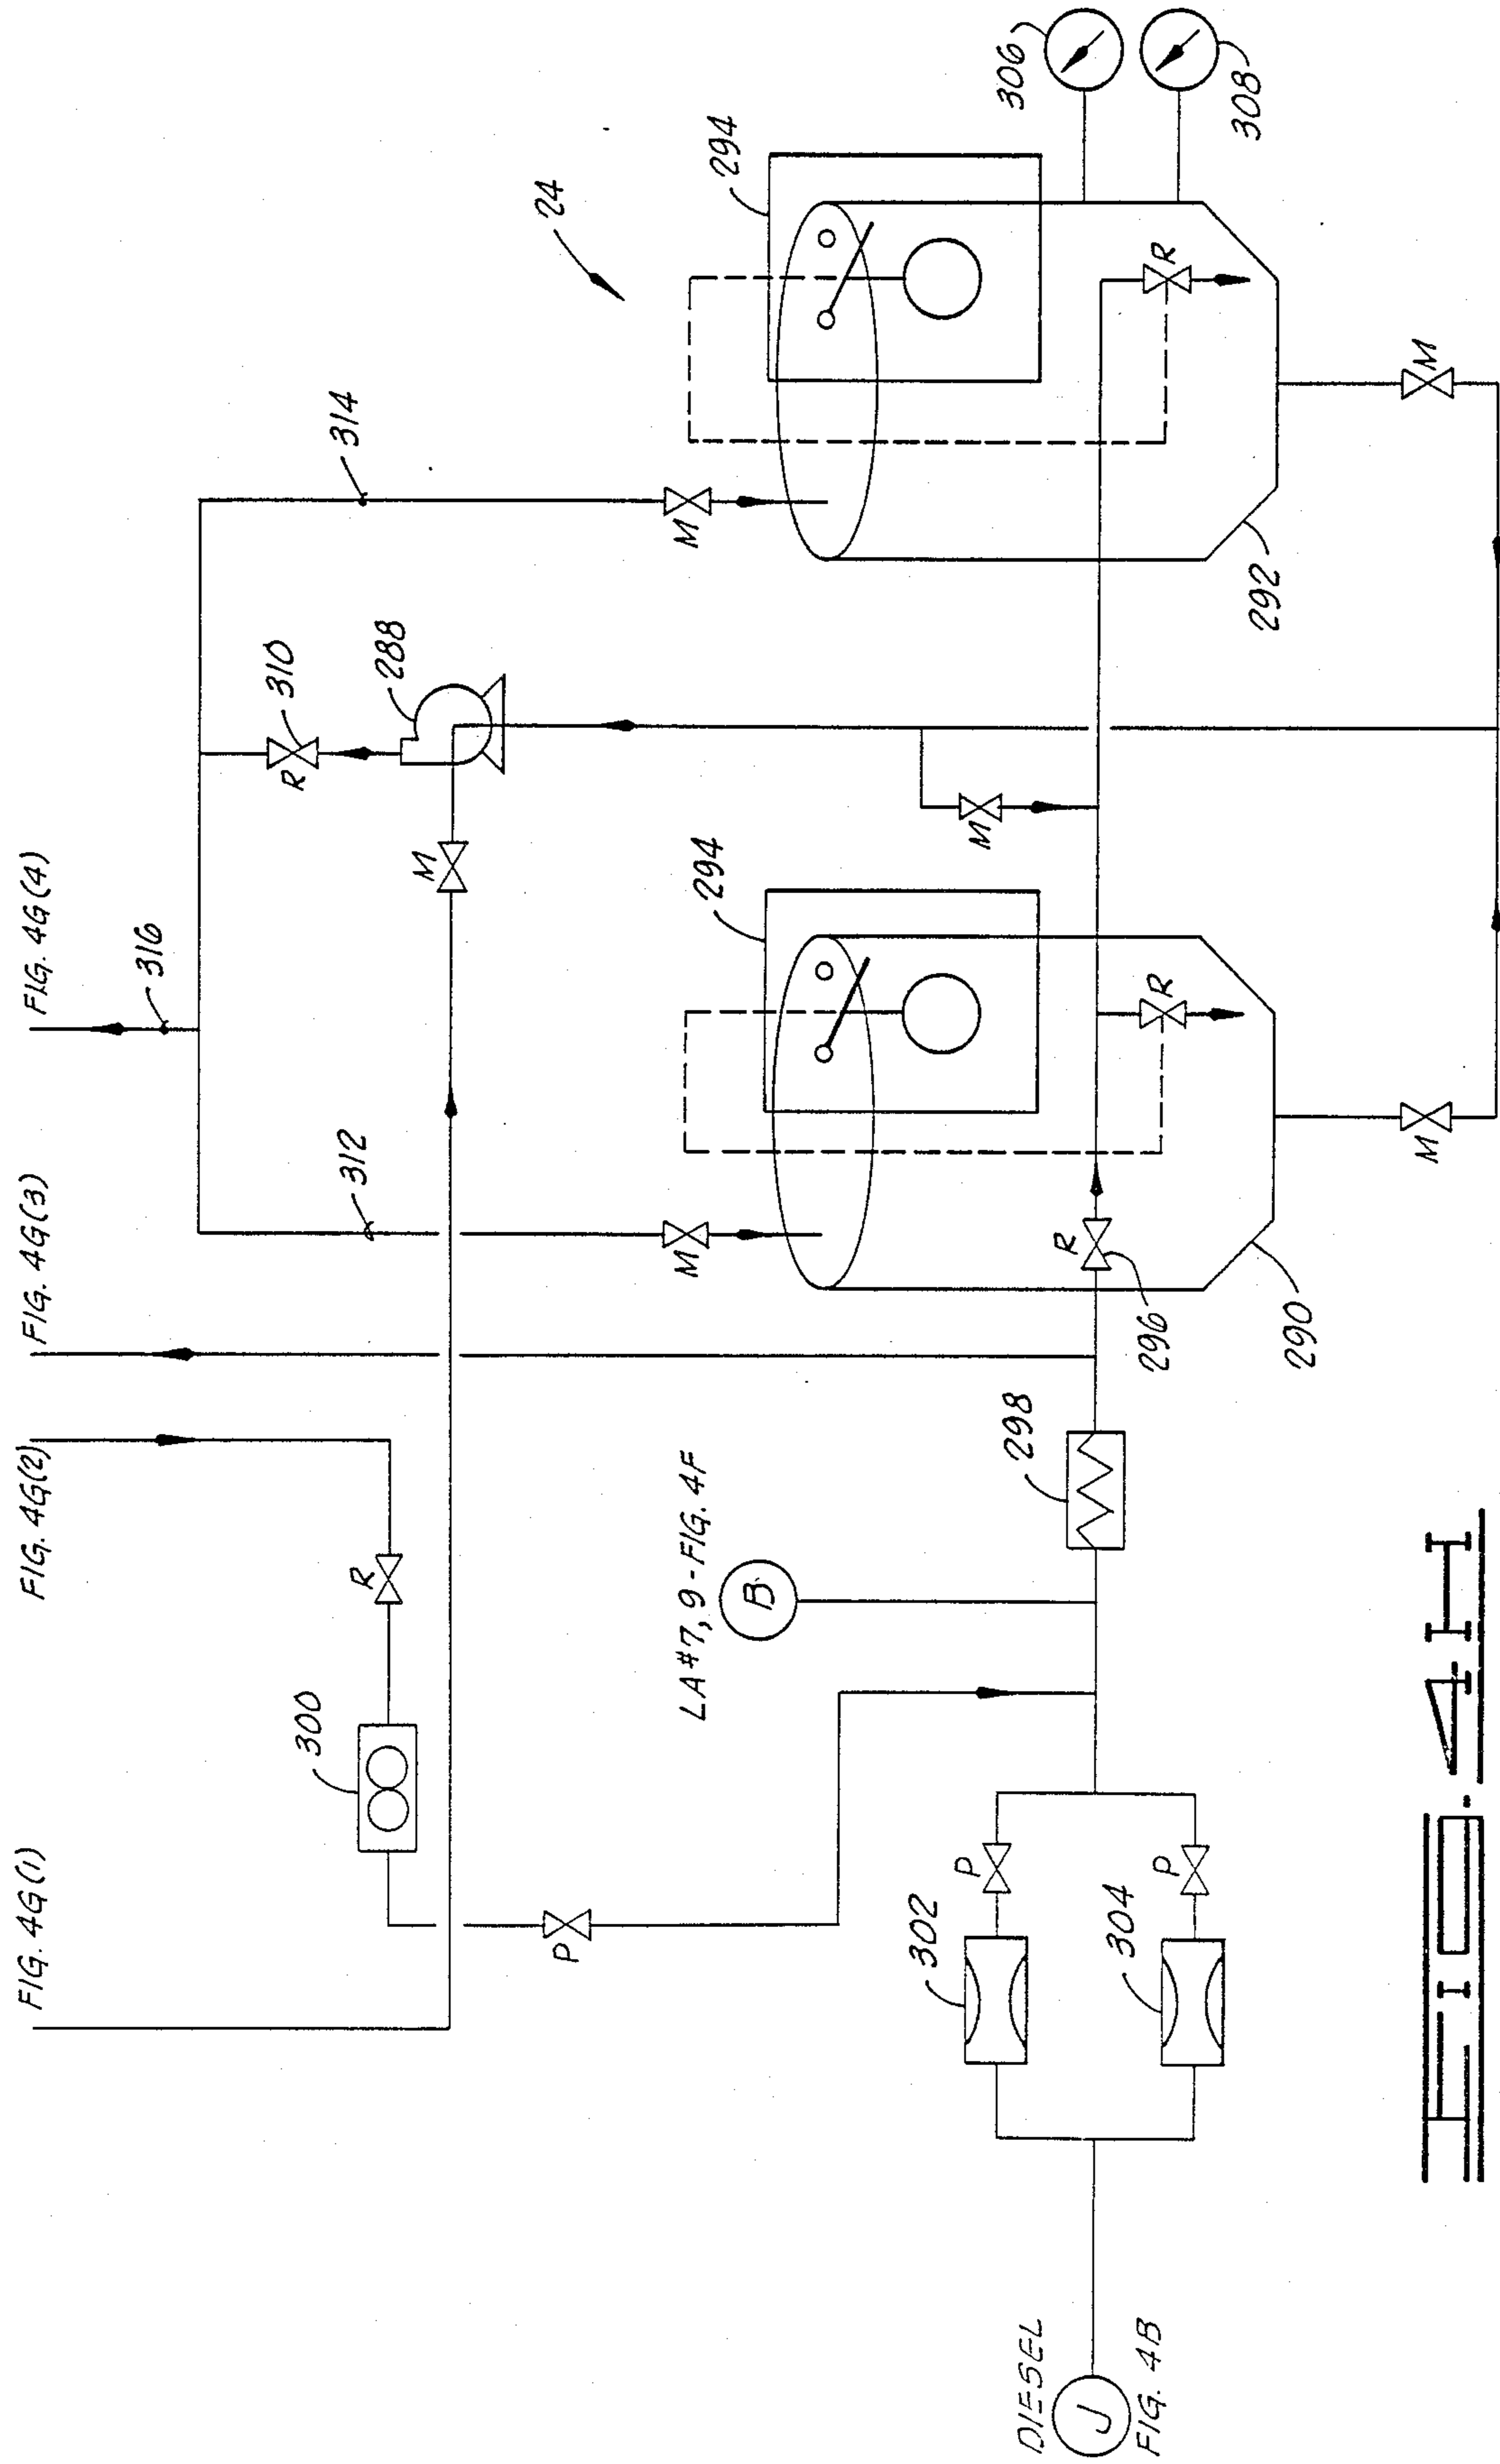 FIG. 4G(1)
FIG. 4G(2)
FIG. 4G(3)
FIG. 4G(4)
316
300
R
312
R
310
314
288
M
24
P
LA#7, 9-FIG. 4F
B
M
294
M
294
M
302
P
298
R
296
R
R
306
308
DIESEL
J
FIG. 4B
304
P
290
292
M
M
FIG. 4H